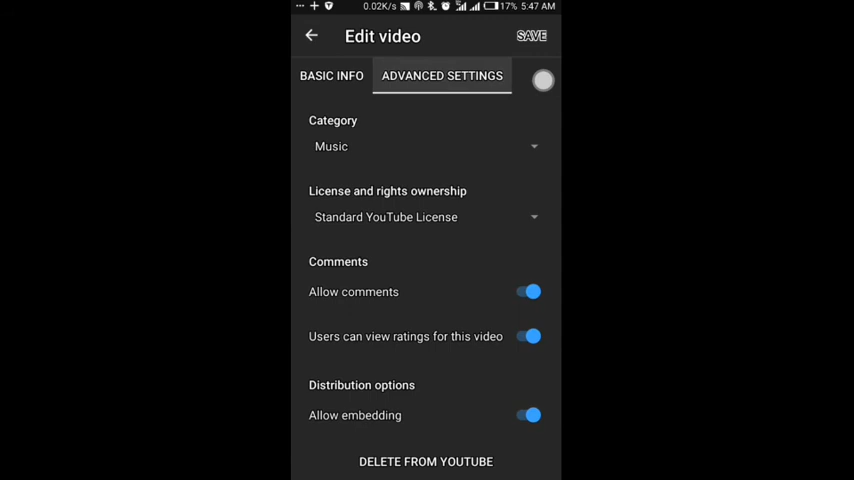 0.02K/s 17% 5:47 AM
Edit video SAVE
BASIC INFO ADVANCED SETTINGS
Category
Music
License and rights ownership
Standard YouTube License
Comments
Allow comments
Users can view ratings for this video
Distribution options
Allow embedding
DELETE FROM YOUTUBE